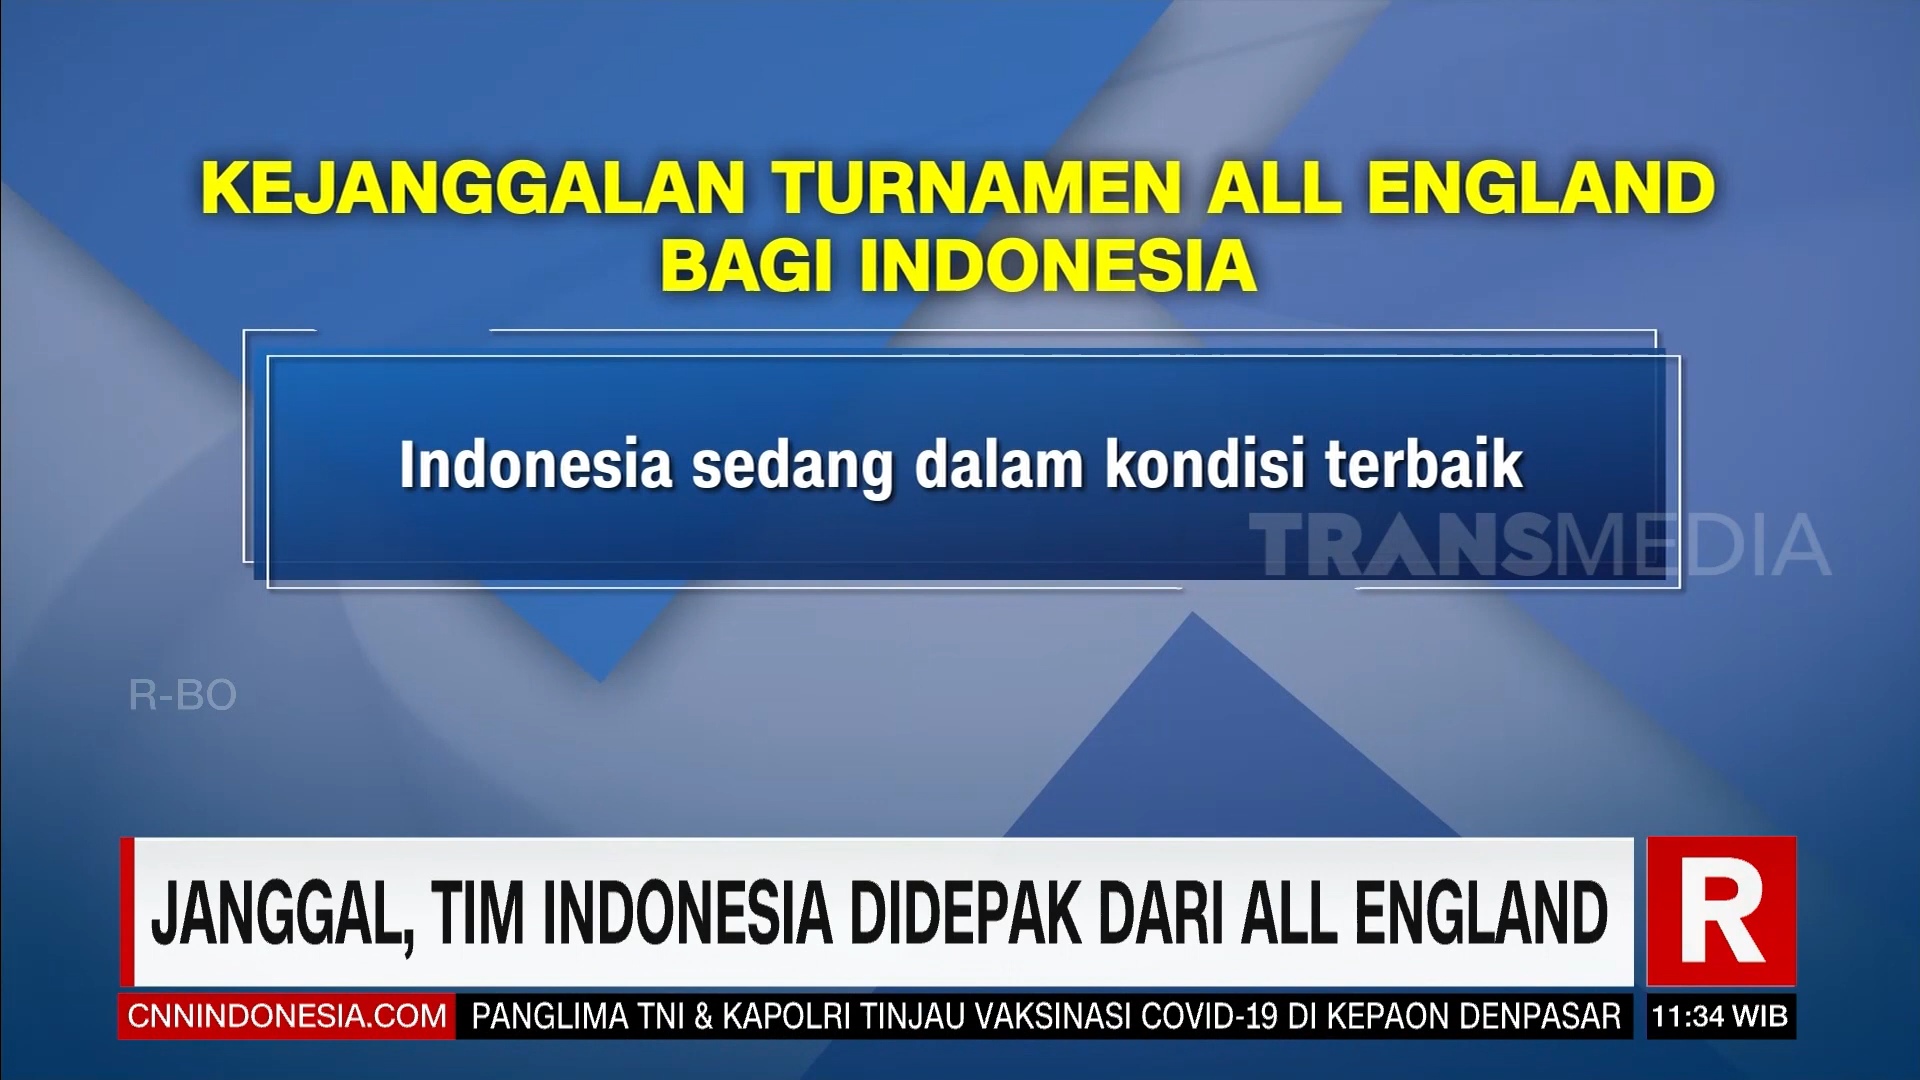 KEJANGGALAN TURNAMEN ALL ENGLAND
BAGI INDONESIA
Indonesia sedang dalam kondisi terbaik
TRANSMEDIA
R-BO
JANGGAL, TIM INDONESIA DIDEPAK DARI ALL ENGLAND
R
CNNINDONESIA.COM PANGLIMA TNI & KAPOLRI TINJAU VAKSINASI COVID-19 DI KEPAON DENPASAR 11:34 WIB